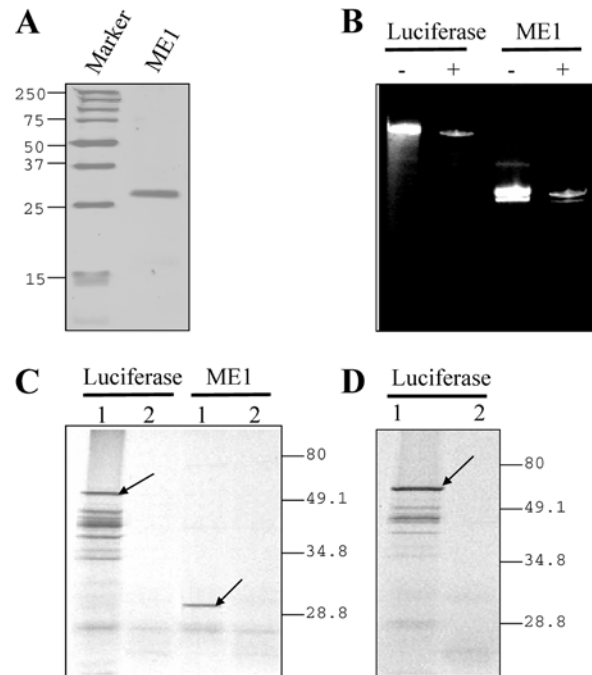 A
Marker
ME1
250
75
50
37
25
15
B
Luciferase ME1
- + - +
C
Luciferase ME1
1 2 1 2
80
49.1
34.8
28.8
D
Luciferase
1 2
80
49.1
34.8
28.8